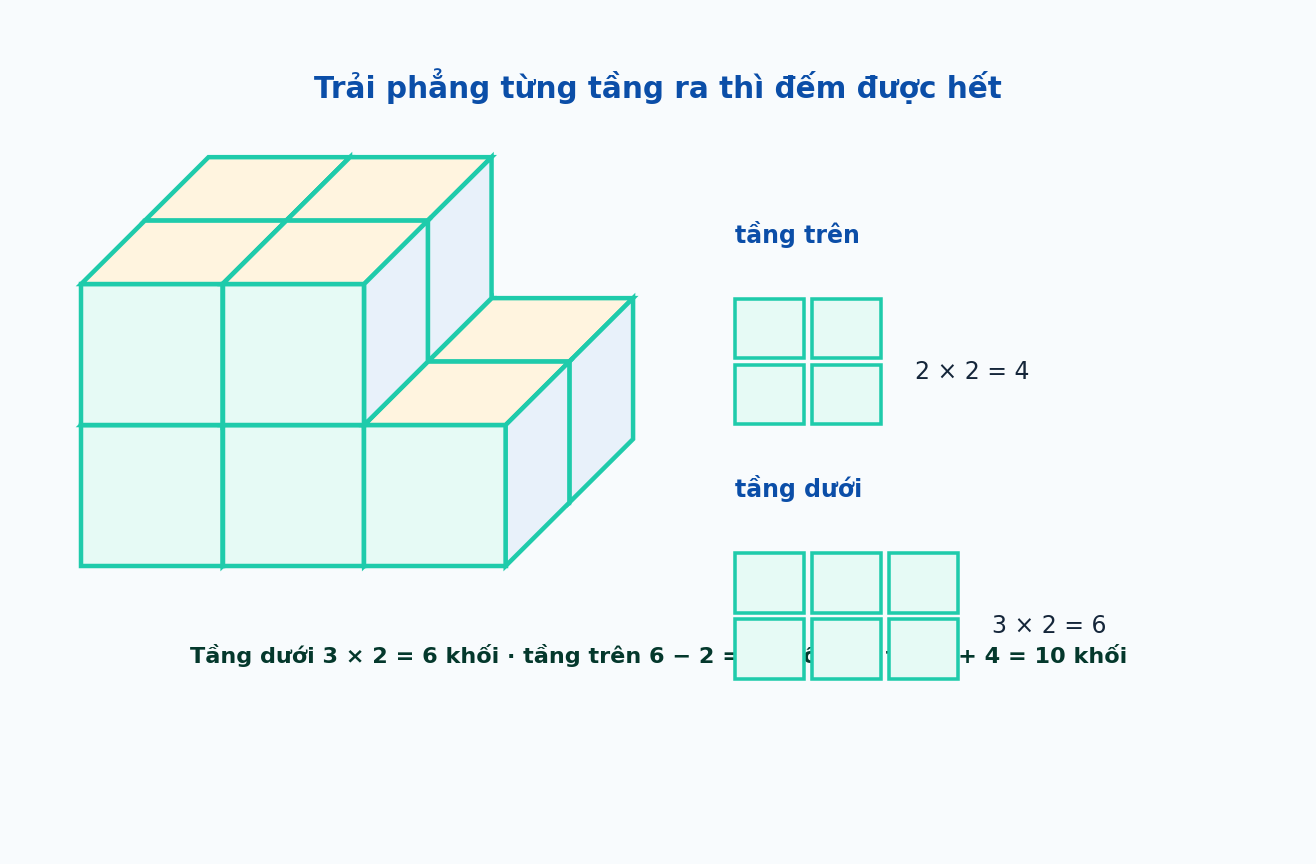 Trải phẳng từng tầng ra thì đếm được hết
tầng trên
2 × 2 = 4
tầng dưới
3 × 2 = 6
Tầng dưới 3 × 2 = 6 khối · tầng trên 6 − 2 = + 4 = 10 khối